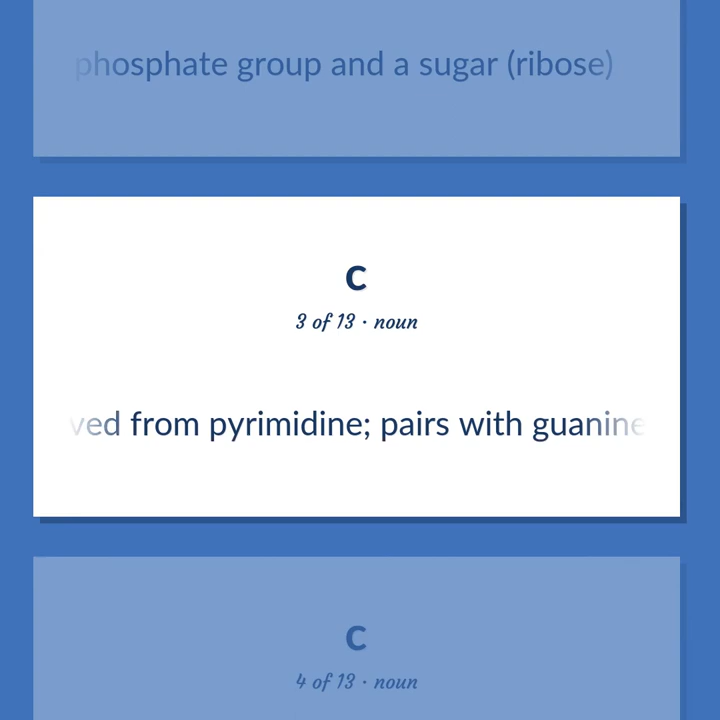 phosphate group and a sugar (ribose)
c
3 of 13 · noun
ved from pyrimidine; pairs with guanine
c
4 of 13 · noun